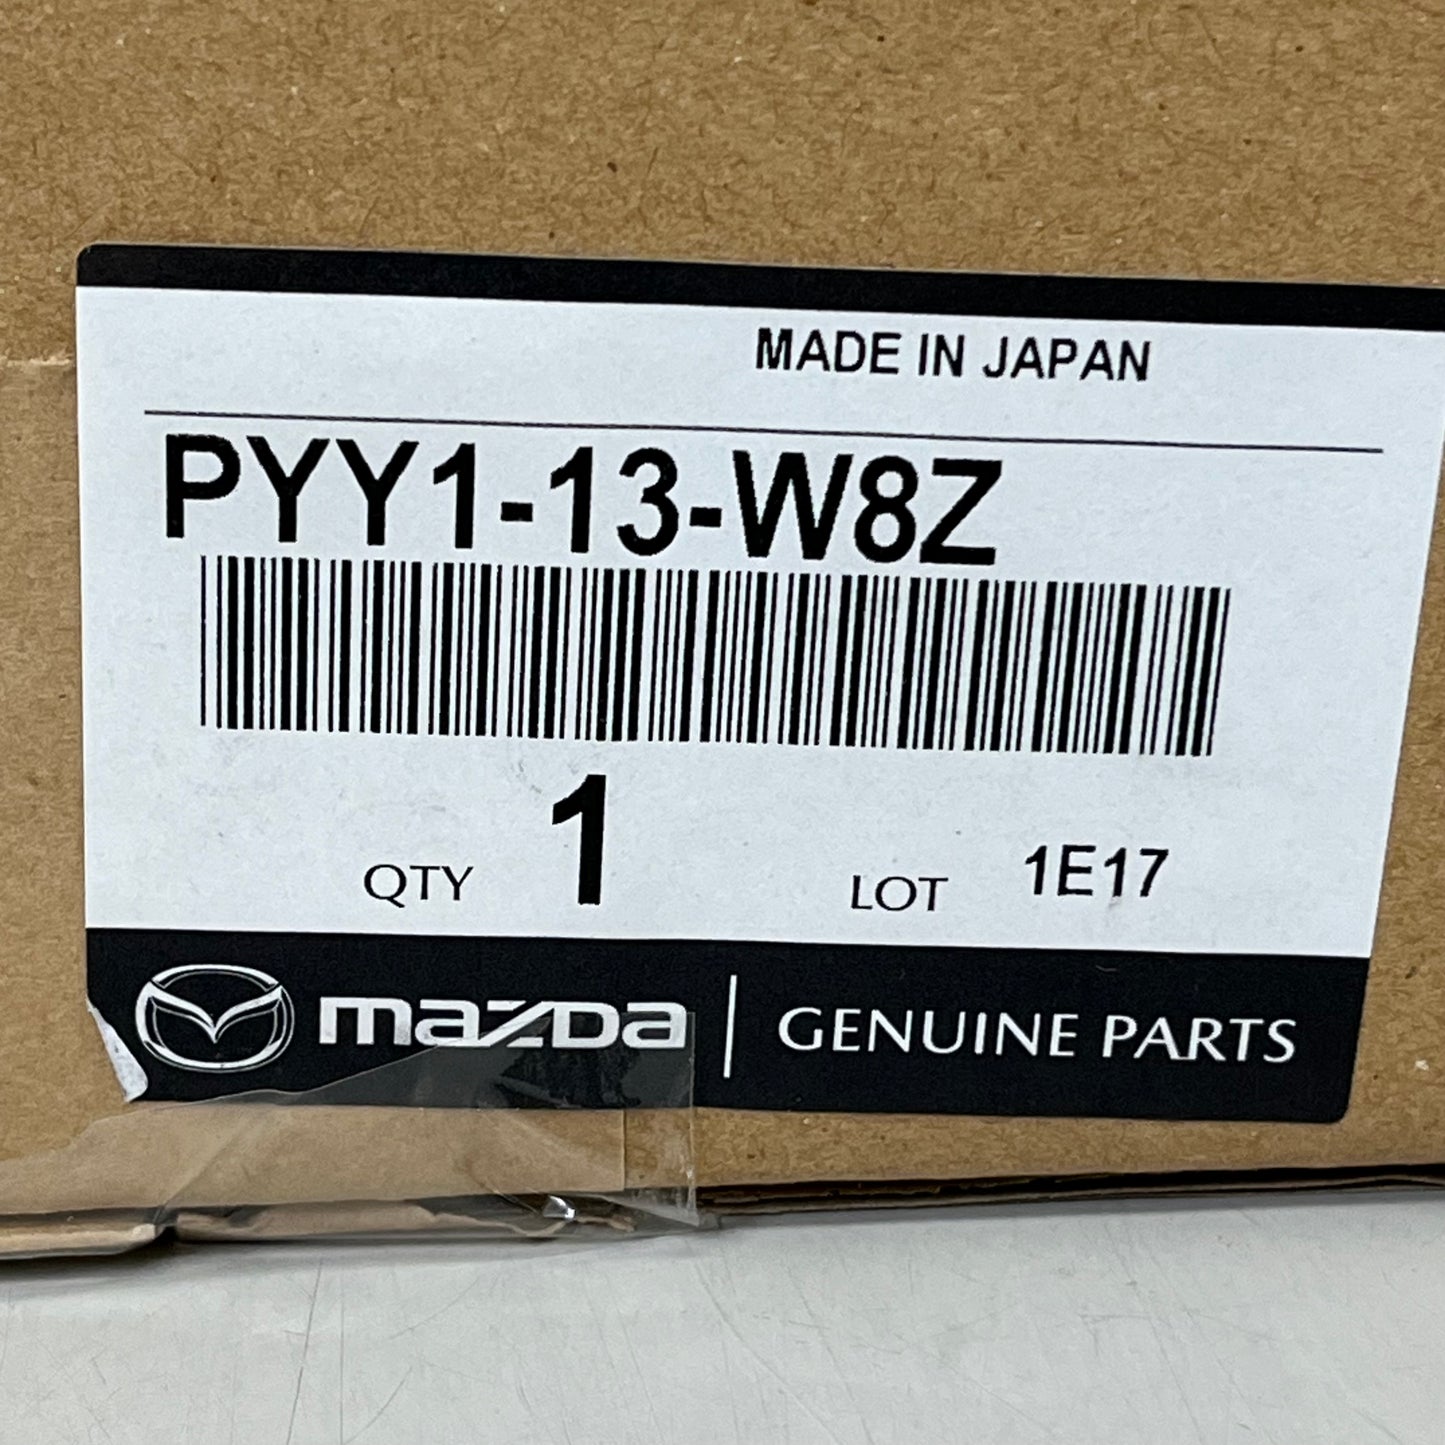 MADE IN JAPAN
PYY1-13-W8Z
QTY 1 LOT 1E17
mazda | GENUINE PARTS